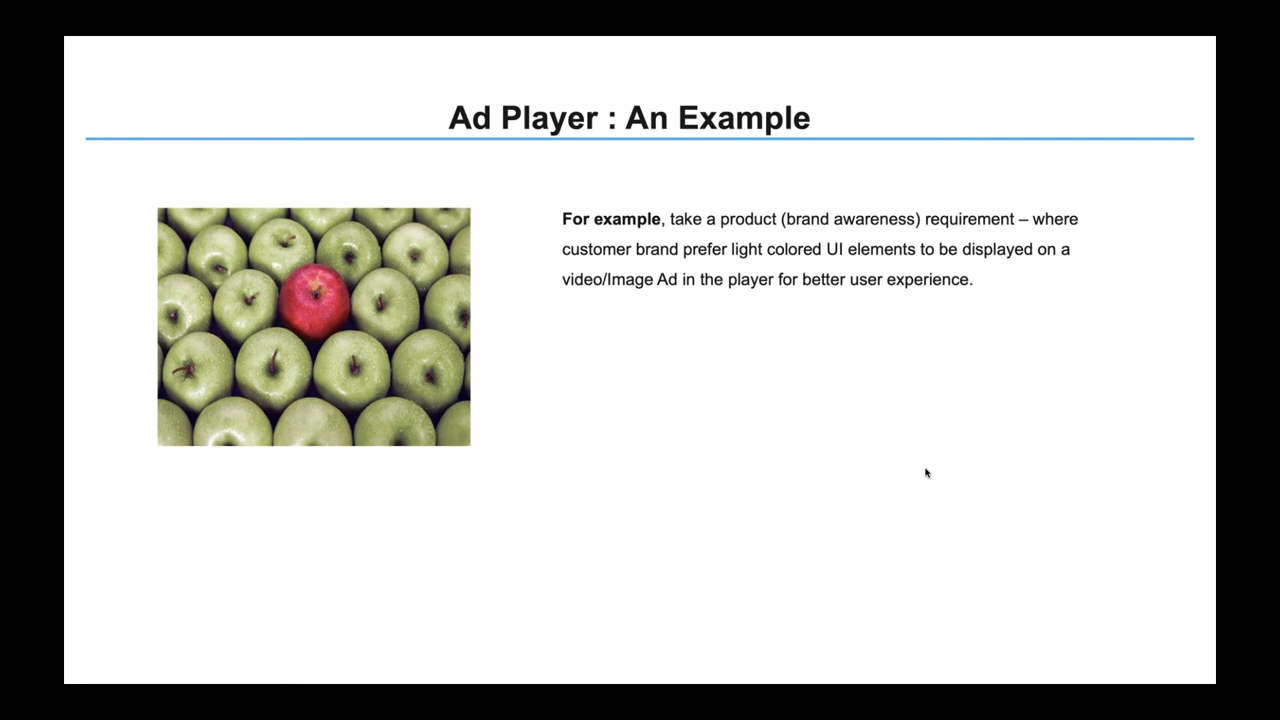 Ad Player : An Example
For example, take a product (brand awareness) requirement – where
customer brand prefer light colored UI elements to be displayed on a
video/Image Ad in the player for better user experience.